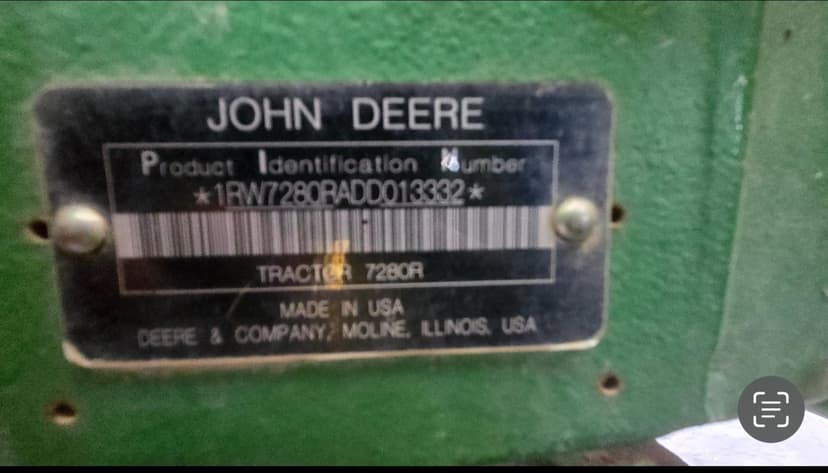 JOHN DEERE
Product Identification Number
*1RW7280RADD013332*
TRACTOR 7280R
MADE IN USA
DEERE & COMPANY, MOLINE, ILLINOIS, USA